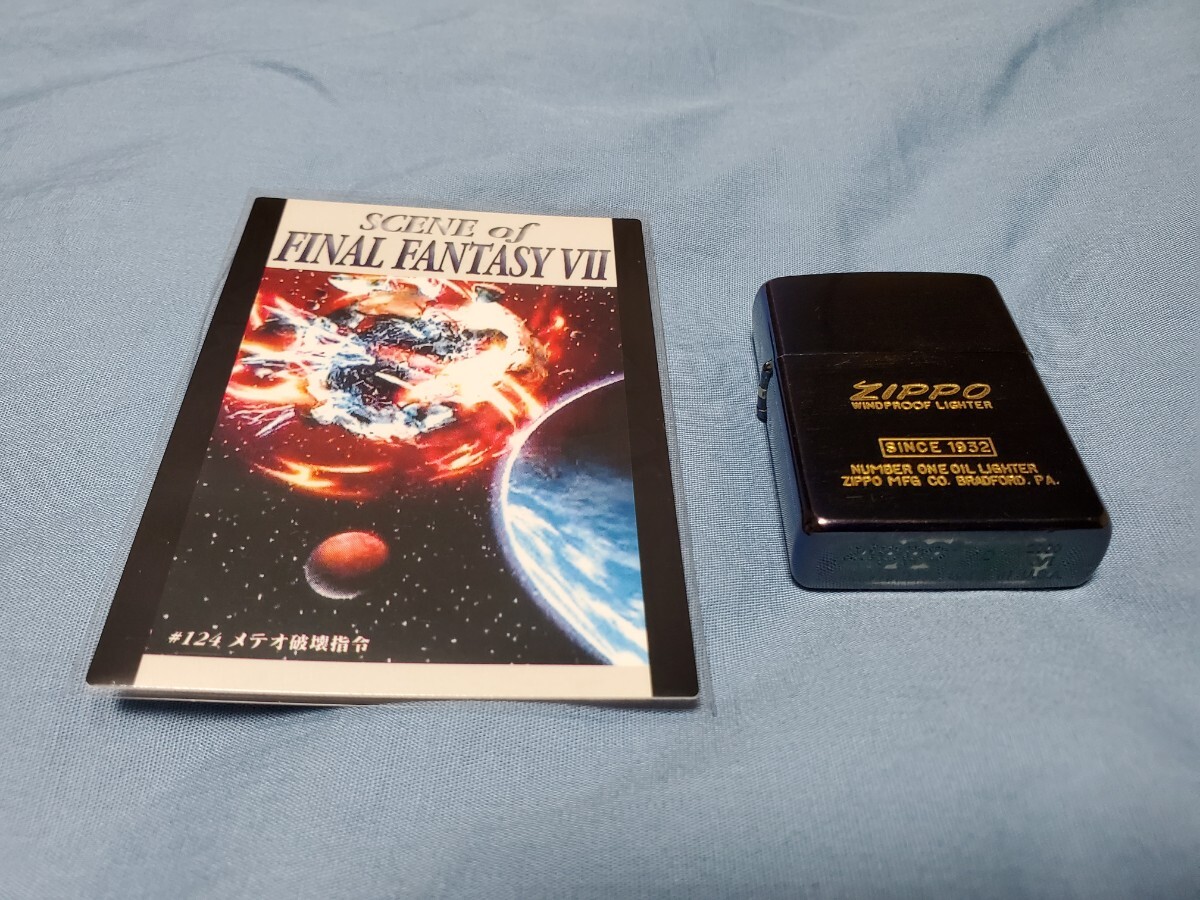 SCENE of
FINAL FANTASY VII
#124 メテオ破壊指令
ZIPPO
WINDPROOF LIGHTER
SINCE 1932
NUMBER ONE OIL LIGHTER
ZIPPO MFG CO. BRADFORD. PA.